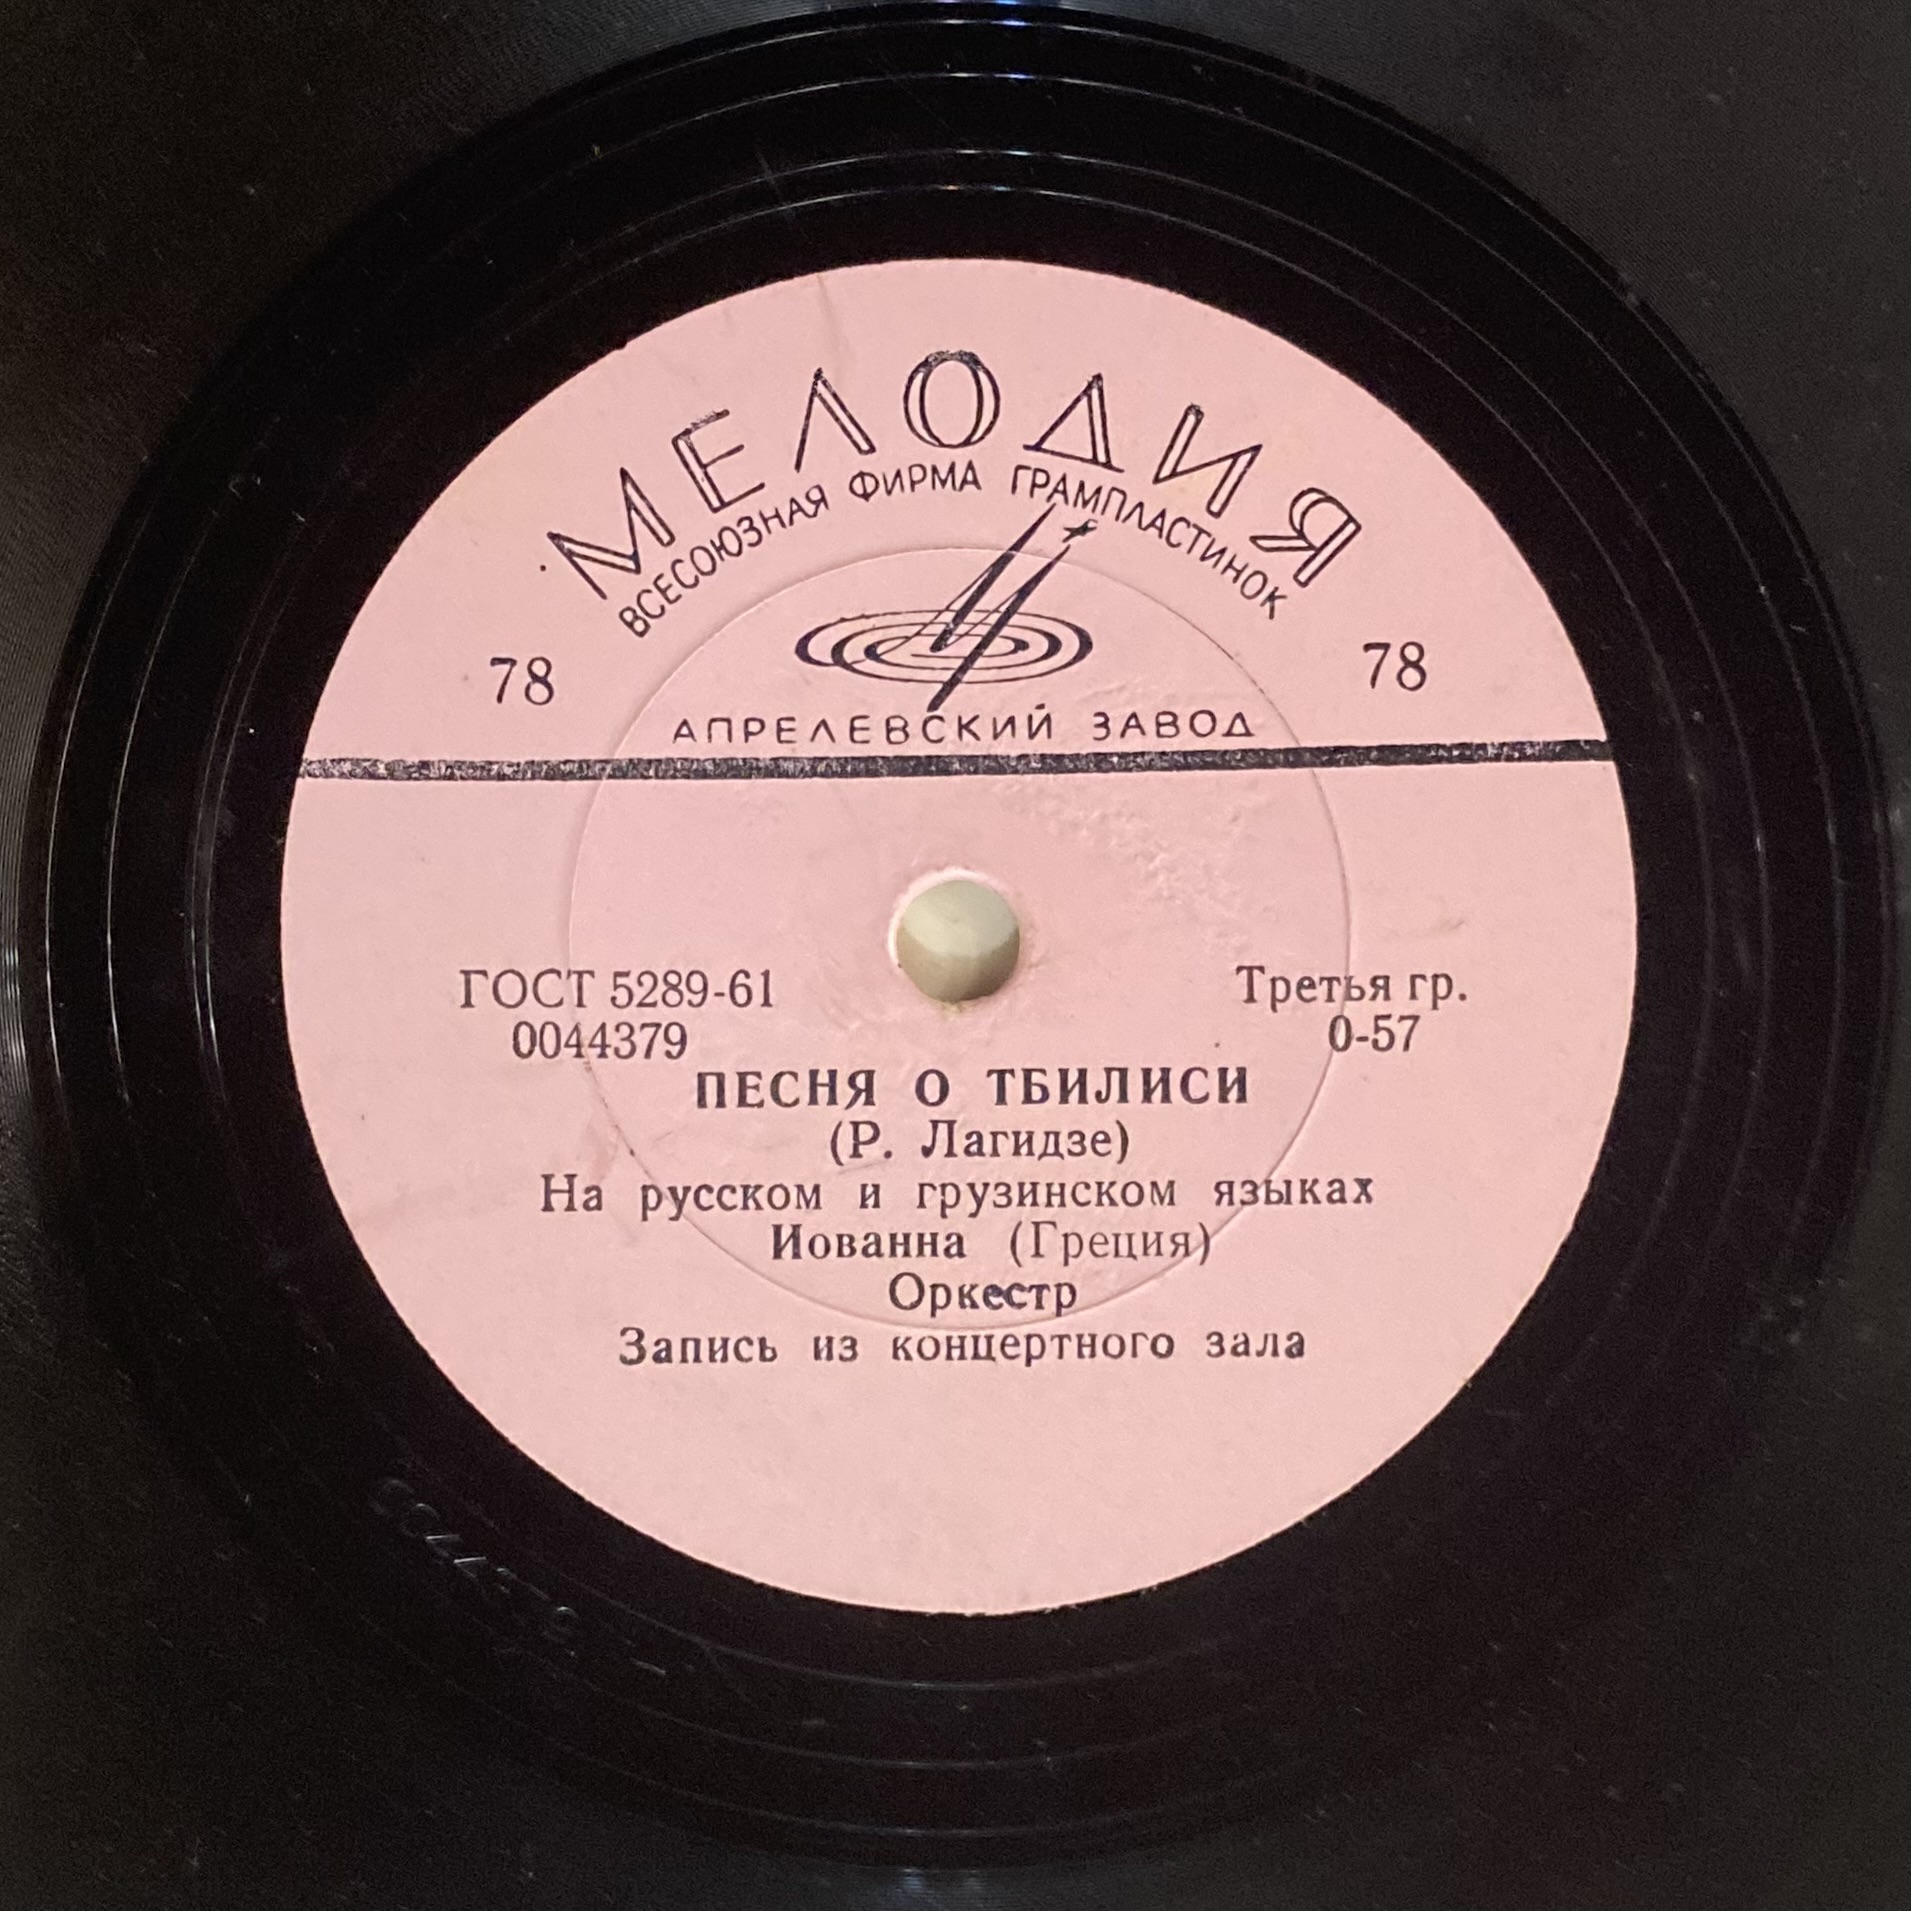 МЕЛОДИЯ
ВСЕСОЮЗНАЯ ФИРМА ГРАМПЛАСТИНОК
78 78
АПРЕЛЕВСКИЙ ЗАВОД
ГОСТ 5289-61 Третья гр.
0044379 0-57
ПЕСНЯ О ТБИЛИСИ
(Р. Лагидзе)
На русском и грузинском языках
Иованна (Греция)
Оркестр
Запись из концертного зала